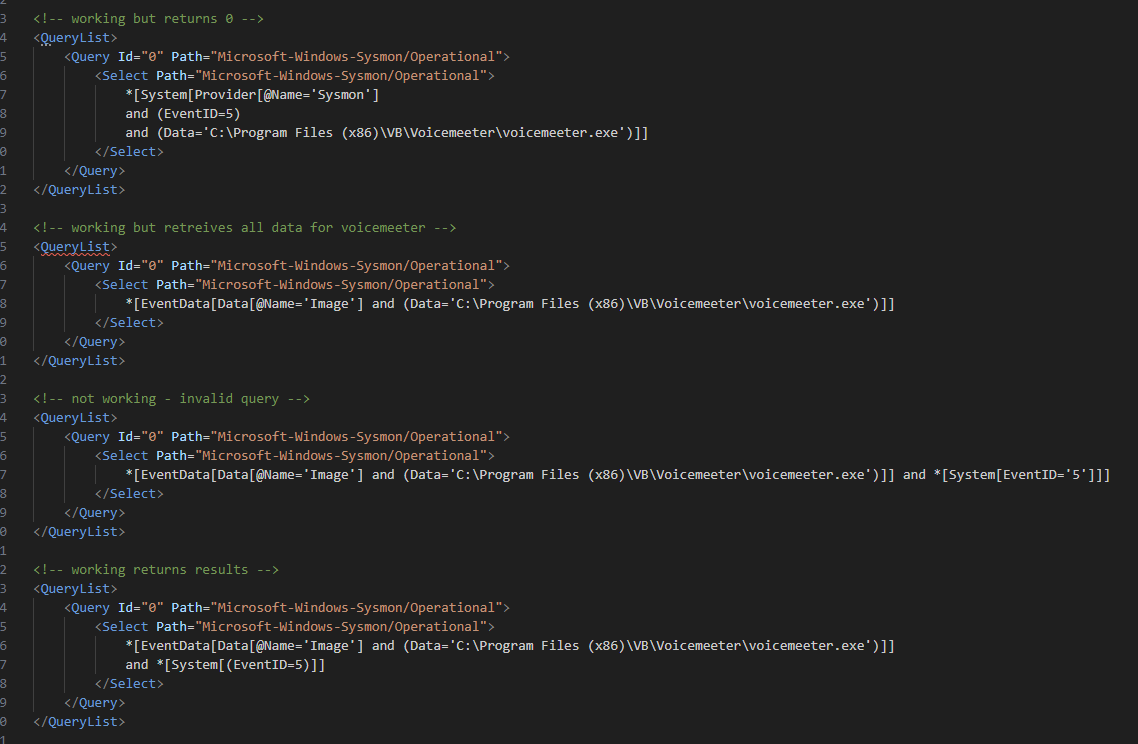 3 <!-- working but returns 0 -->
4 <QueryList>
5 <Query Id="0" Path="Microsoft-Windows-Sysmon/Operational">
6 <Select Path="Microsoft-Windows-Sysmon/Operational">
7 *[System[Provider[@Name='Sysmon']
8 and (EventID=5)
9 and (Data='C:\Program Files (x86)\VB\Voicemeeter\voicemeeter.exe')]]
0 </Select>
1 </Query>
2 </QueryList>
3
4 <!-- working but retreives all data for voicemeeter -->
5 <QueryList>
6 <Query Id="0" Path="Microsoft-Windows-Sysmon/Operational">
7 <Select Path="Microsoft-Windows-Sysmon/Operational">
8 *[EventData[Data[@Name='Image'] and (Data='C:\Program Files (x86)\VB\Voicemeeter\voicemeeter.exe')]]
9 </Select>
0 </Query>
1 </QueryList>
2
3 <!-- not working - invalid query -->
4 <QueryList>
5 <Query Id="0" Path="Microsoft-Windows-Sysmon/Operational">
6 <Select Path="Microsoft-Windows-Sysmon/Operational">
7 *[EventData[Data[@Name='Image'] and (Data='C:\Program Files (x86)\VB\Voicemeeter\voicemeeter.exe')]] and *[System[EventID='5']]]
8 </Select>
9 </Query>
0 </QueryList>
1
2 <!-- working returns results -->
3 <QueryList>
4 <Query Id="0" Path="Microsoft-Windows-Sysmon/Operational">
5 <Select Path="Microsoft-Windows-Sysmon/Operational">
6 *[EventData[Data[@Name='Image'] and (Data='C:\Program Files (x86)\VB\Voicemeeter\voicemeeter.exe')]]
7 and *[System[(EventID=5)]]
8 </Select>
9 </Query>
0 </QueryList>
1